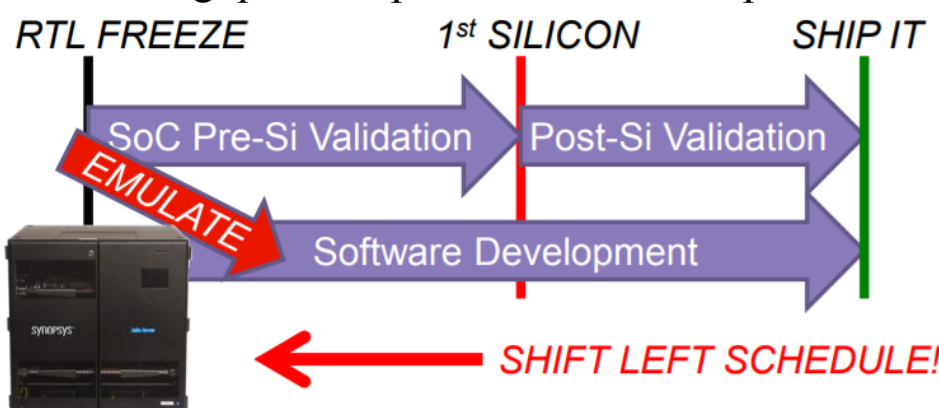 RTL FREEZE
1st SILICON
SHIP IT
SoC Pre-Si Validation
Post-Si Validation
EMULATE
Software Development
SYNOPSYS
SHIFT LEFT SCHEDULE!